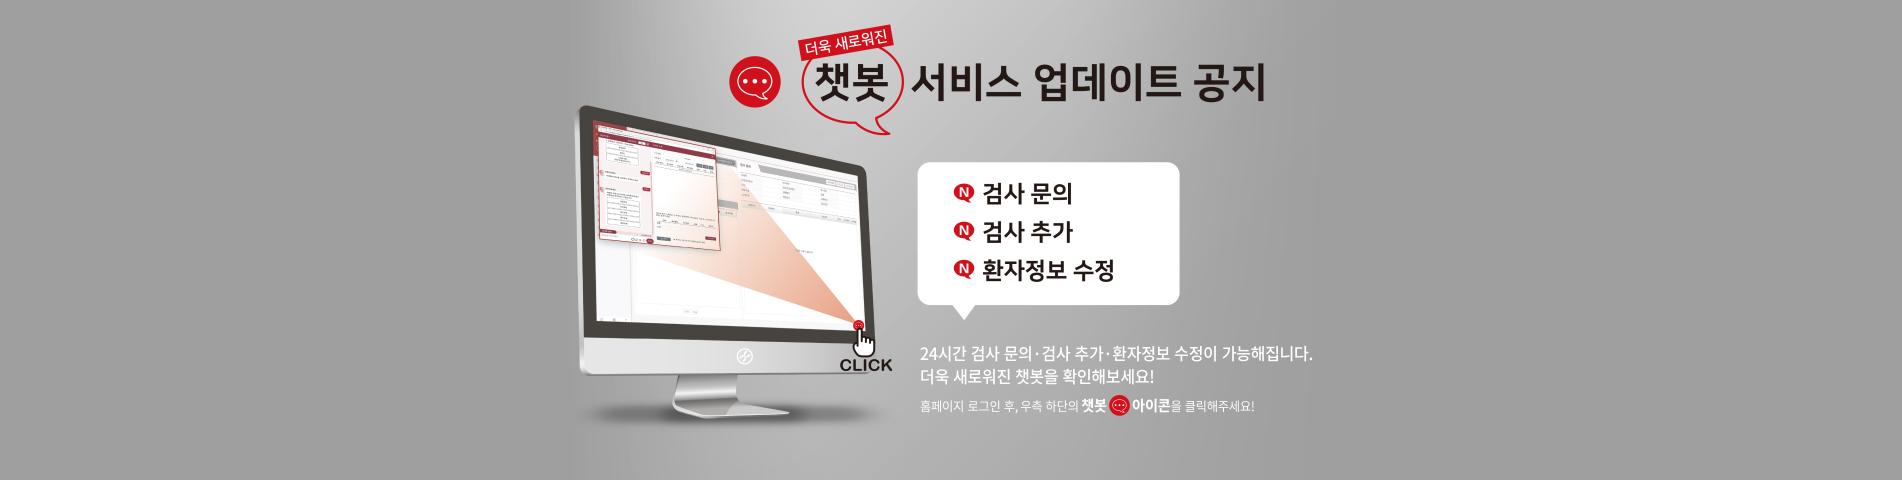 더욱 새로워진
챗봇 서비스 업데이트 공지
N 검사 문의
N 검사 추가
N 환자정보 수정
CLICK
24시간 검사 문의·검사 추가·환자정보 수정이 가능해집니다.
더욱 새로워진 챗봇을 확인해보세요!
홈페이지 로그인 후, 우측 하단의 챗봇 아이콘을 클릭해주세요!